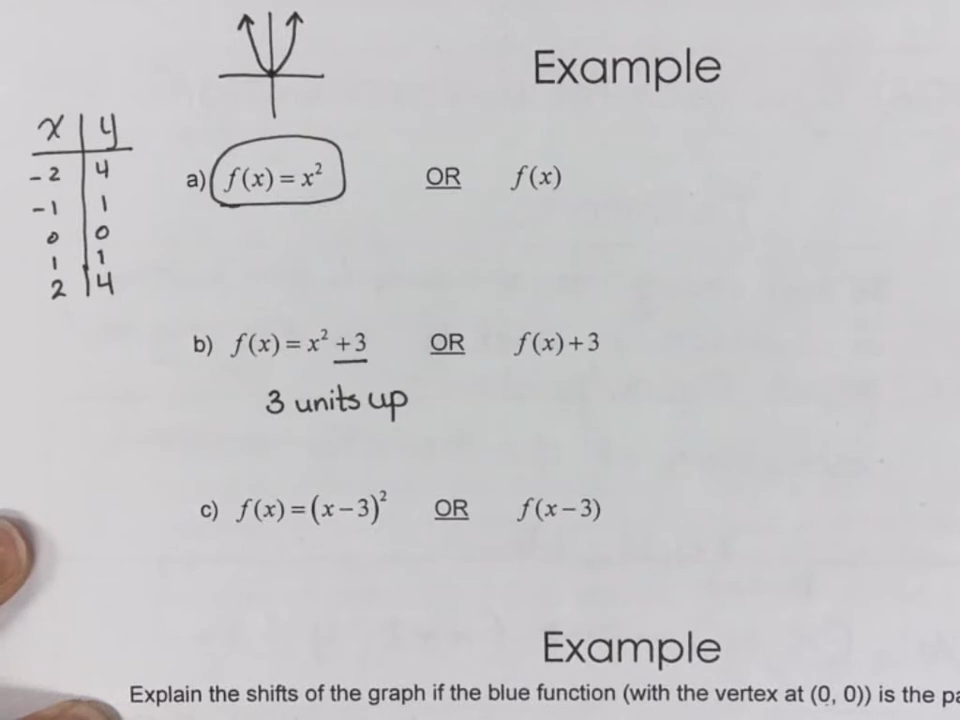 Example
x | y
-2 | 4
-1 | 1
0 | 0
1 | 1
2 | 4
a) f(x) = x² OR f(x)
b) f(x) = x² +3 OR f(x)+3
3 units up
c) f(x) = (x−3)² OR f(x−3)
Example
Explain the shifts of the graph if the blue function (with the vertex at (0, 0)) is the